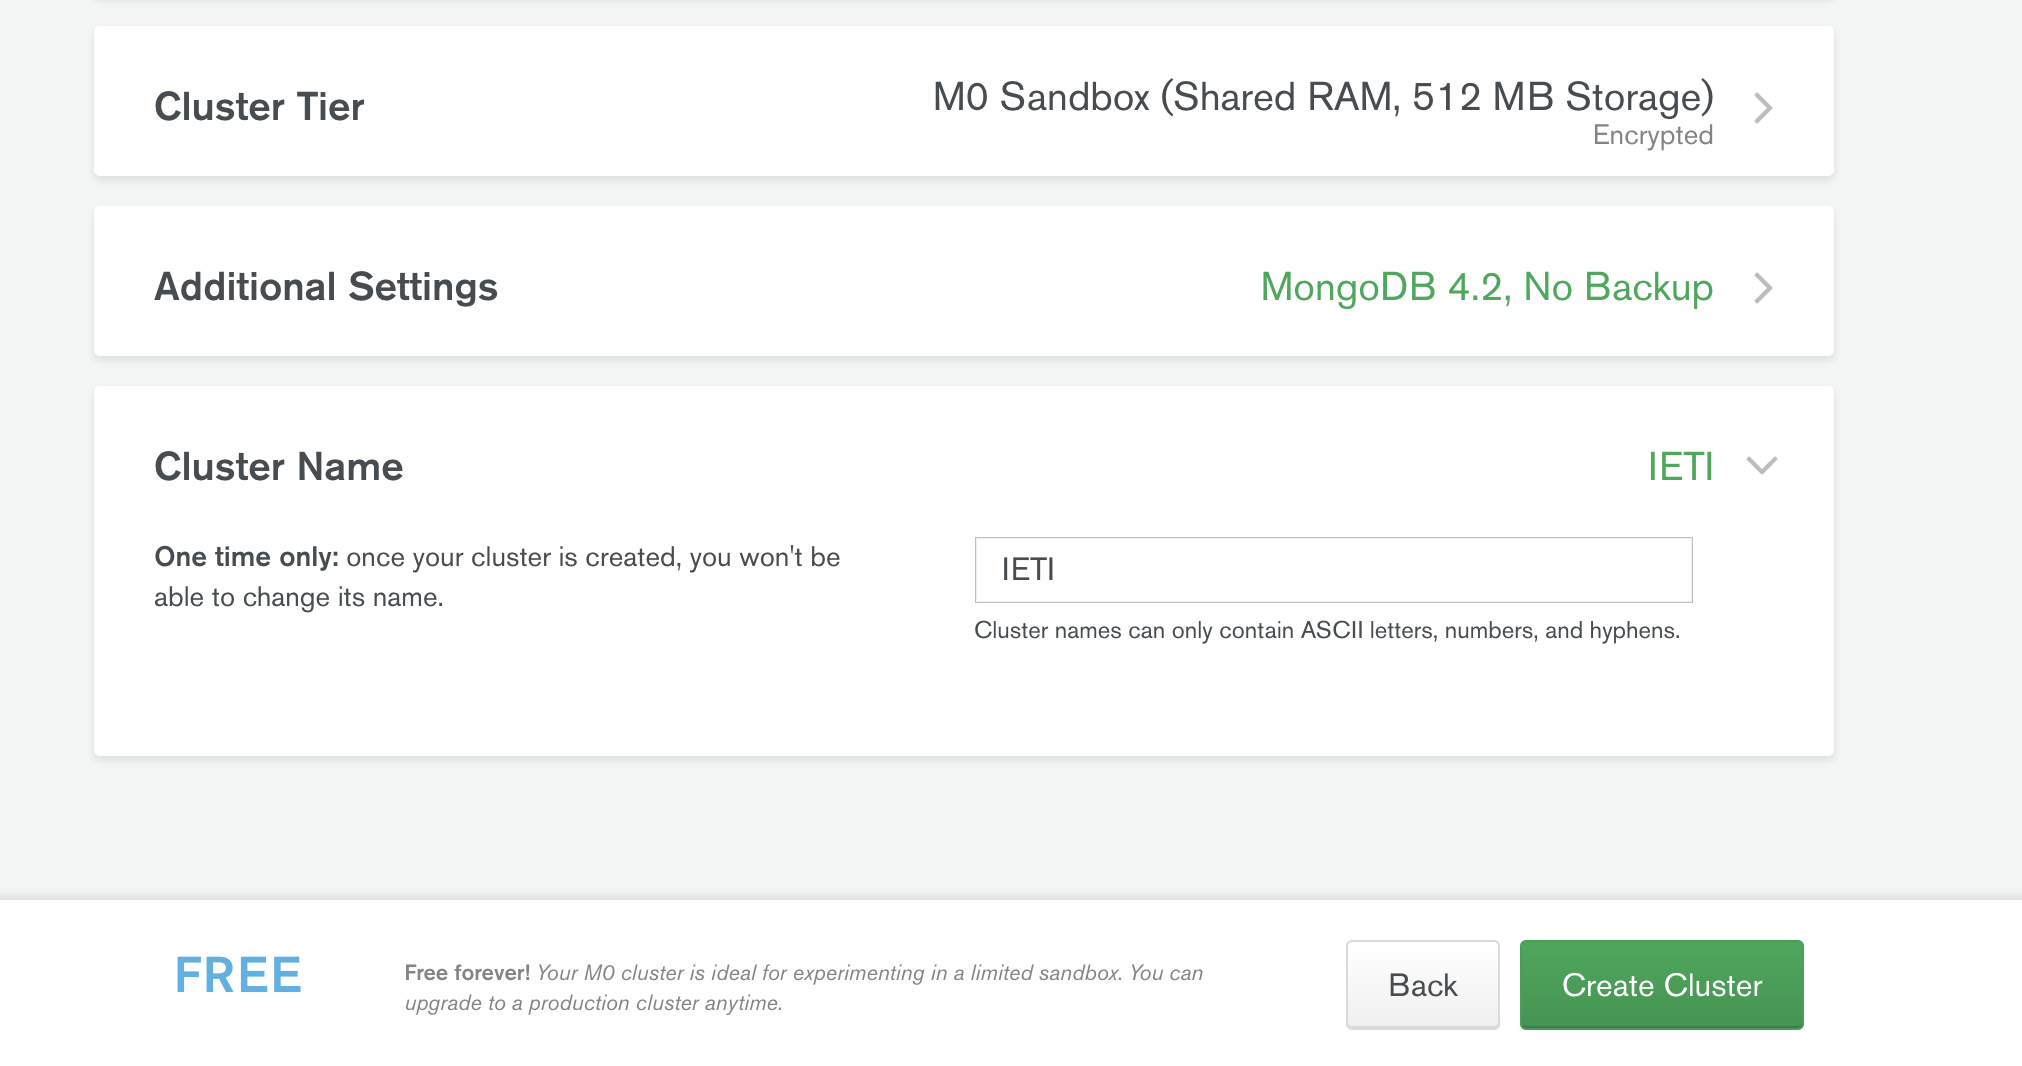 Cluster Tier
M0 Sandbox (Shared RAM, 512 MB Storage)
Encrypted
Additional Settings
MongoDB 4.2, No Backup
Cluster Name
IETI
One time only: once your cluster is created, you won't be
able to change its name.
IETI
Cluster names can only contain ASCII letters, numbers, and hyphens.
FREE
Free forever! Your M0 cluster is ideal for experimenting in a limited sandbox. You can
upgrade to a production cluster anytime.
Back
Create Cluster